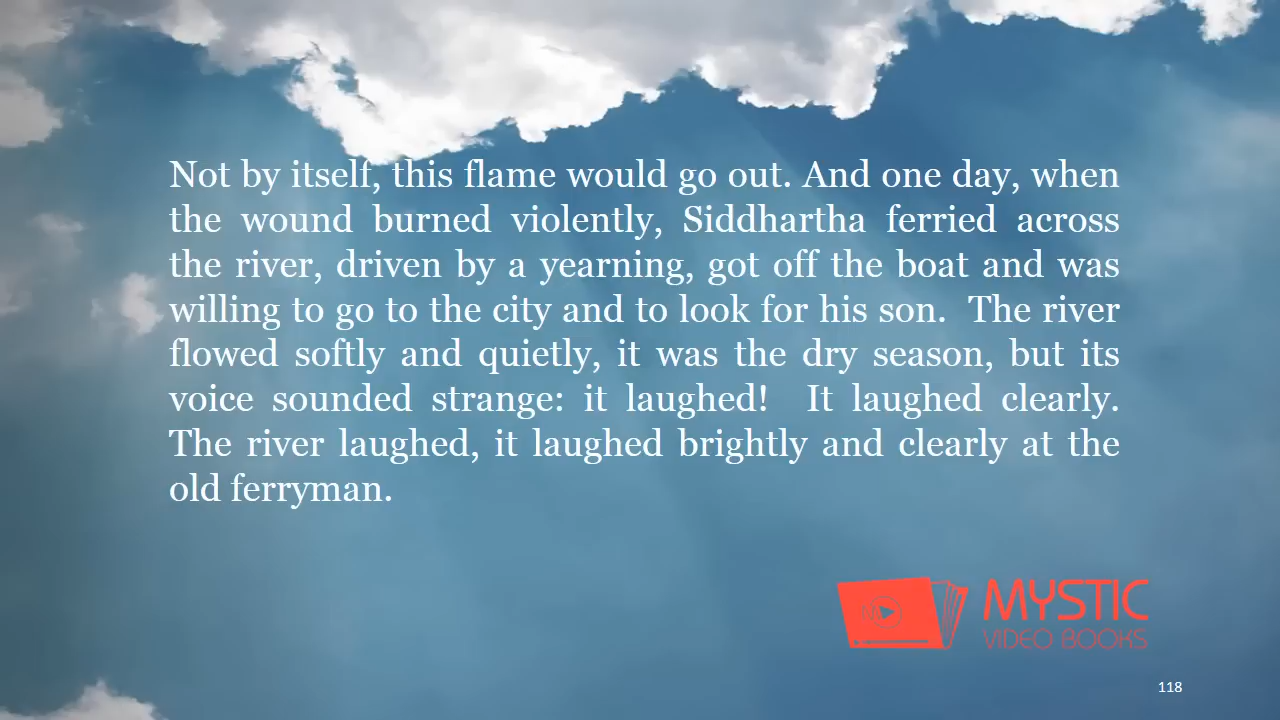 Not by itself, this flame would go out. And one day, when
the wound burned violently, Siddhartha ferried across
the river, driven by a yearning, got off the boat and was
willing to go to the city and to look for his son.  The river
flowed softly and quietly, it was the dry season, but its
voice sounded strange: it laughed!  It laughed clearly.
The river laughed, it laughed brightly and clearly at the
old ferryman.
MYSTIC
VIDEO BOOKS
118